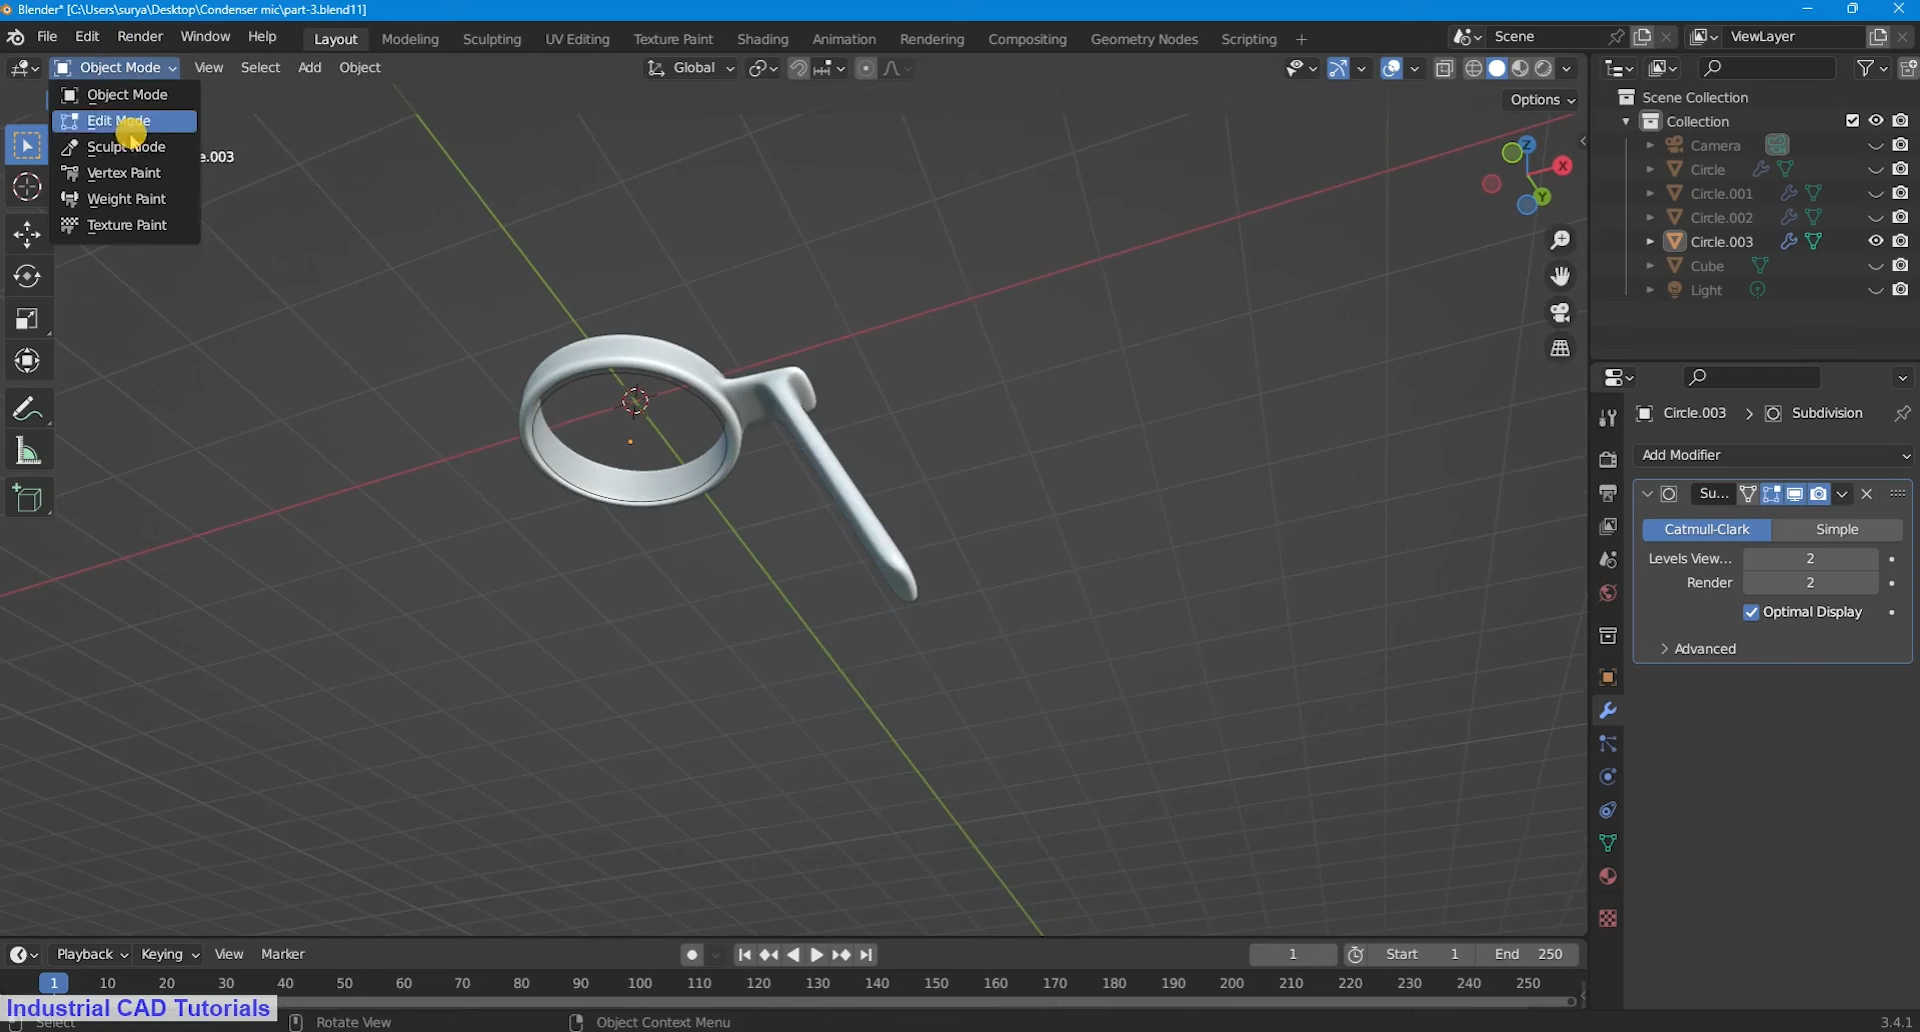 Blender* [C:\Users\surya\Desktop\Condenser mic\part-3.blend11]
File Edit Render Window Help Layout Modeling Sculpting UV Editing Texture Paint Shading Animation Rendering Compositing Geometry Nodes Scripting + Scene ViewLayer
Object Mode View Select Add Object Global
Options
Object Mode
Edit Mode
Sculpt Mode
Vertex Paint
Weight Paint
Texture Paint
e.003
X
Y
Z
Scene Collection
Collection
Camera
Circle
Circle.001
Circle.002
Circle.003
Cube
Light
Circle.003 > Subdivision
Add Modifier
Su...
Catmull-Clark Simple
Levels View... 2
Render 2
Optimal Display
Advanced
Playback Keying View Marker 1 Start 1 End 250
1 10 20 30 40 50 60 70 80 90 100 110 120 130 140 150 160 170 180 190 200 210 220 230 240 250
Industrial CAD Tutorials
Select Rotate View Object Context Menu 3.4.1